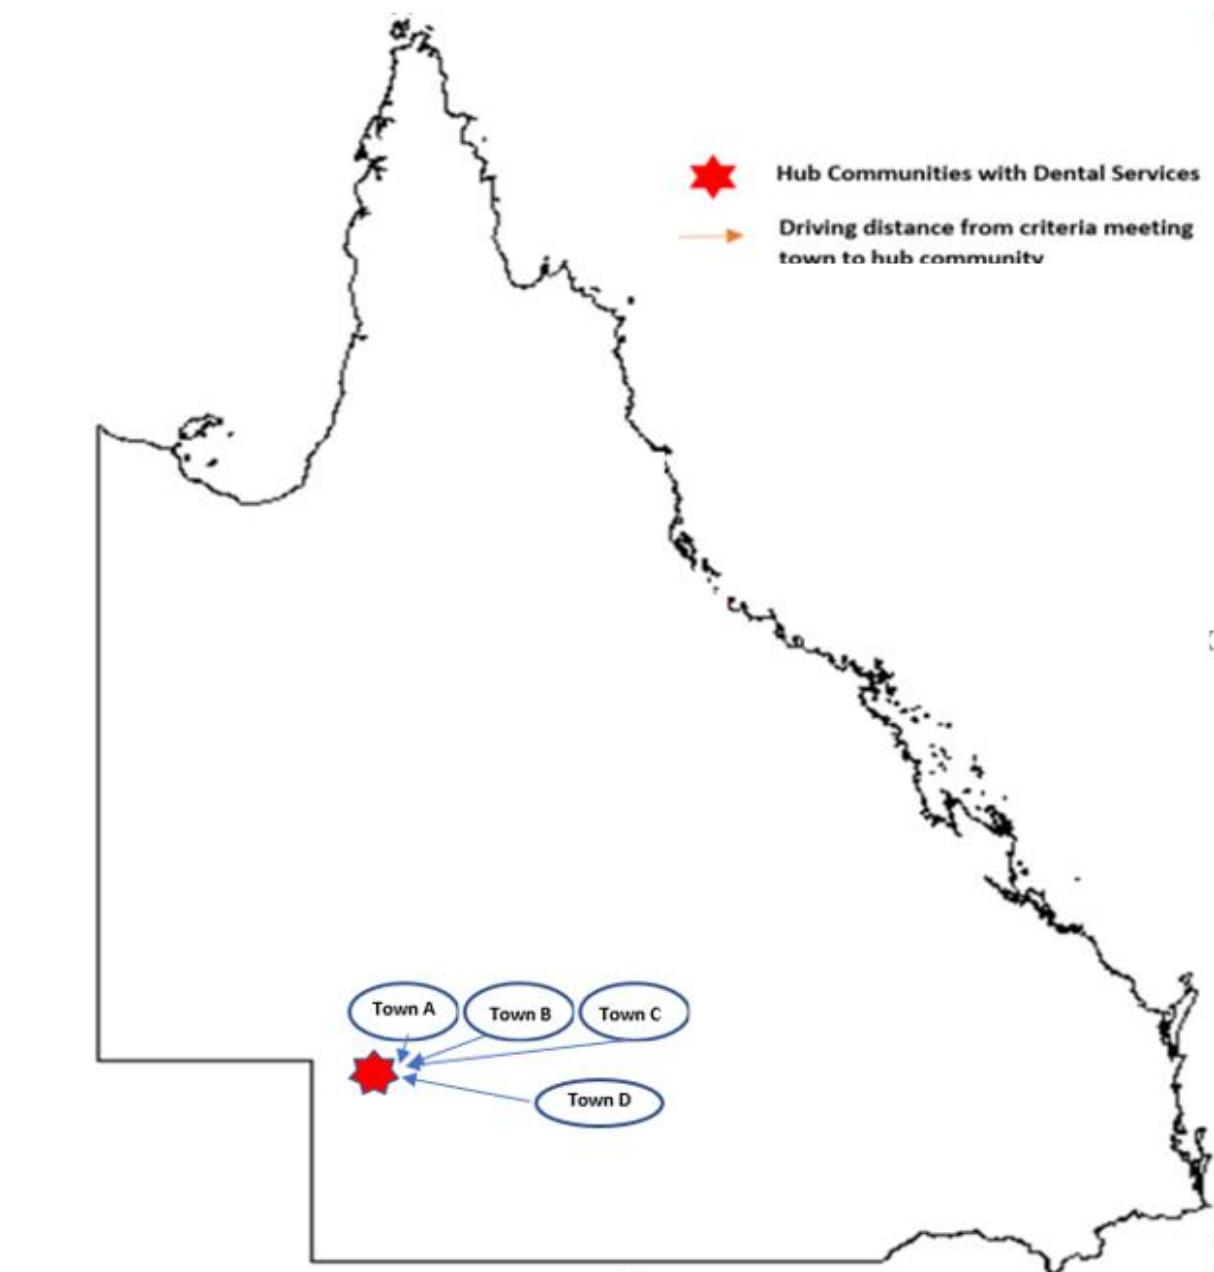 Hub Communities with Dental Services
Driving distance from criteria meeting
town to hub community
Town A
Town B
Town C
Town D